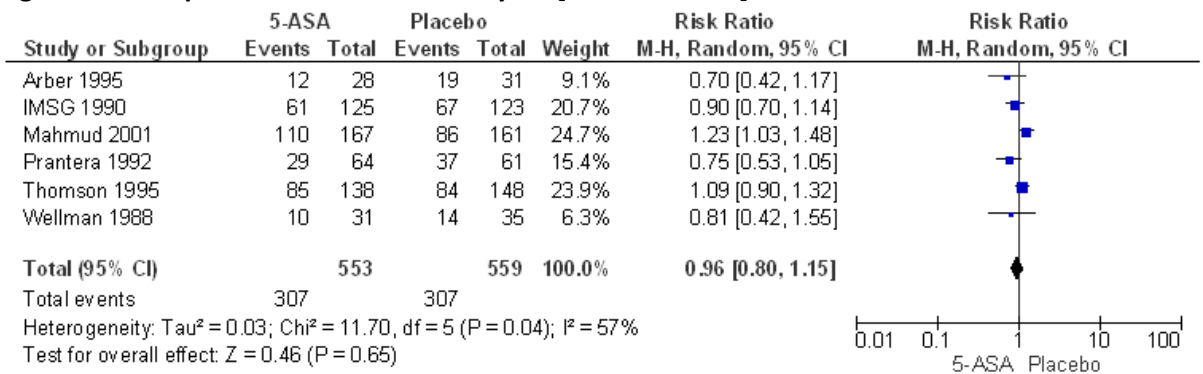 5-ASA Placebo Risk Ratio Risk Ratio
Study or Subgroup Events Total Events Total Weight M-H, Random, 95% CI M-H, Random, 95% CI
Arber 1995 12 28 19 31 9.1% 0.70 [0.42, 1.17]
IMSG 1990 61 125 67 123 20.7% 0.90 [0.70, 1.14]
Mahmud 2001 110 167 86 161 24.7% 1.23 [1.03, 1.48]
Prantera 1992 29 64 37 61 15.4% 0.75 [0.53, 1.05]
Thomson 1995 85 138 84 148 23.9% 1.09 [0.90, 1.32]
Wellman 1988 10 31 14 35 6.3% 0.81 [0.42, 1.55]
Total (95% CI) 553 559 100.0% 0.96 [0.80, 1.15]
Total events 307 307
Heterogeneity: Tau² = 0.03; Chi² = 11.70, df = 5 (P = 0.04); I² = 57%
Test for overall effect: Z = 0.46 (P = 0.65)
0.01 0.1 1 10 100
5-ASA Placebo